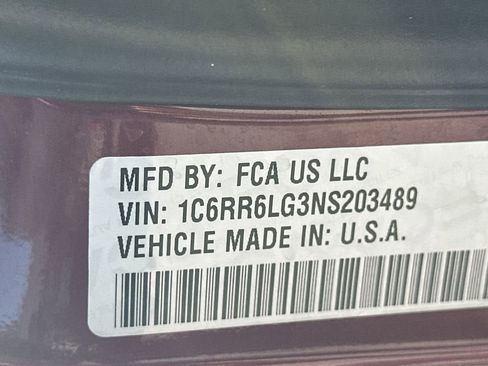 MFD BY: FCA US LLC
VIN: 1C6RR6LG3NS203489
VEHICLE MADE IN: U.S.A.